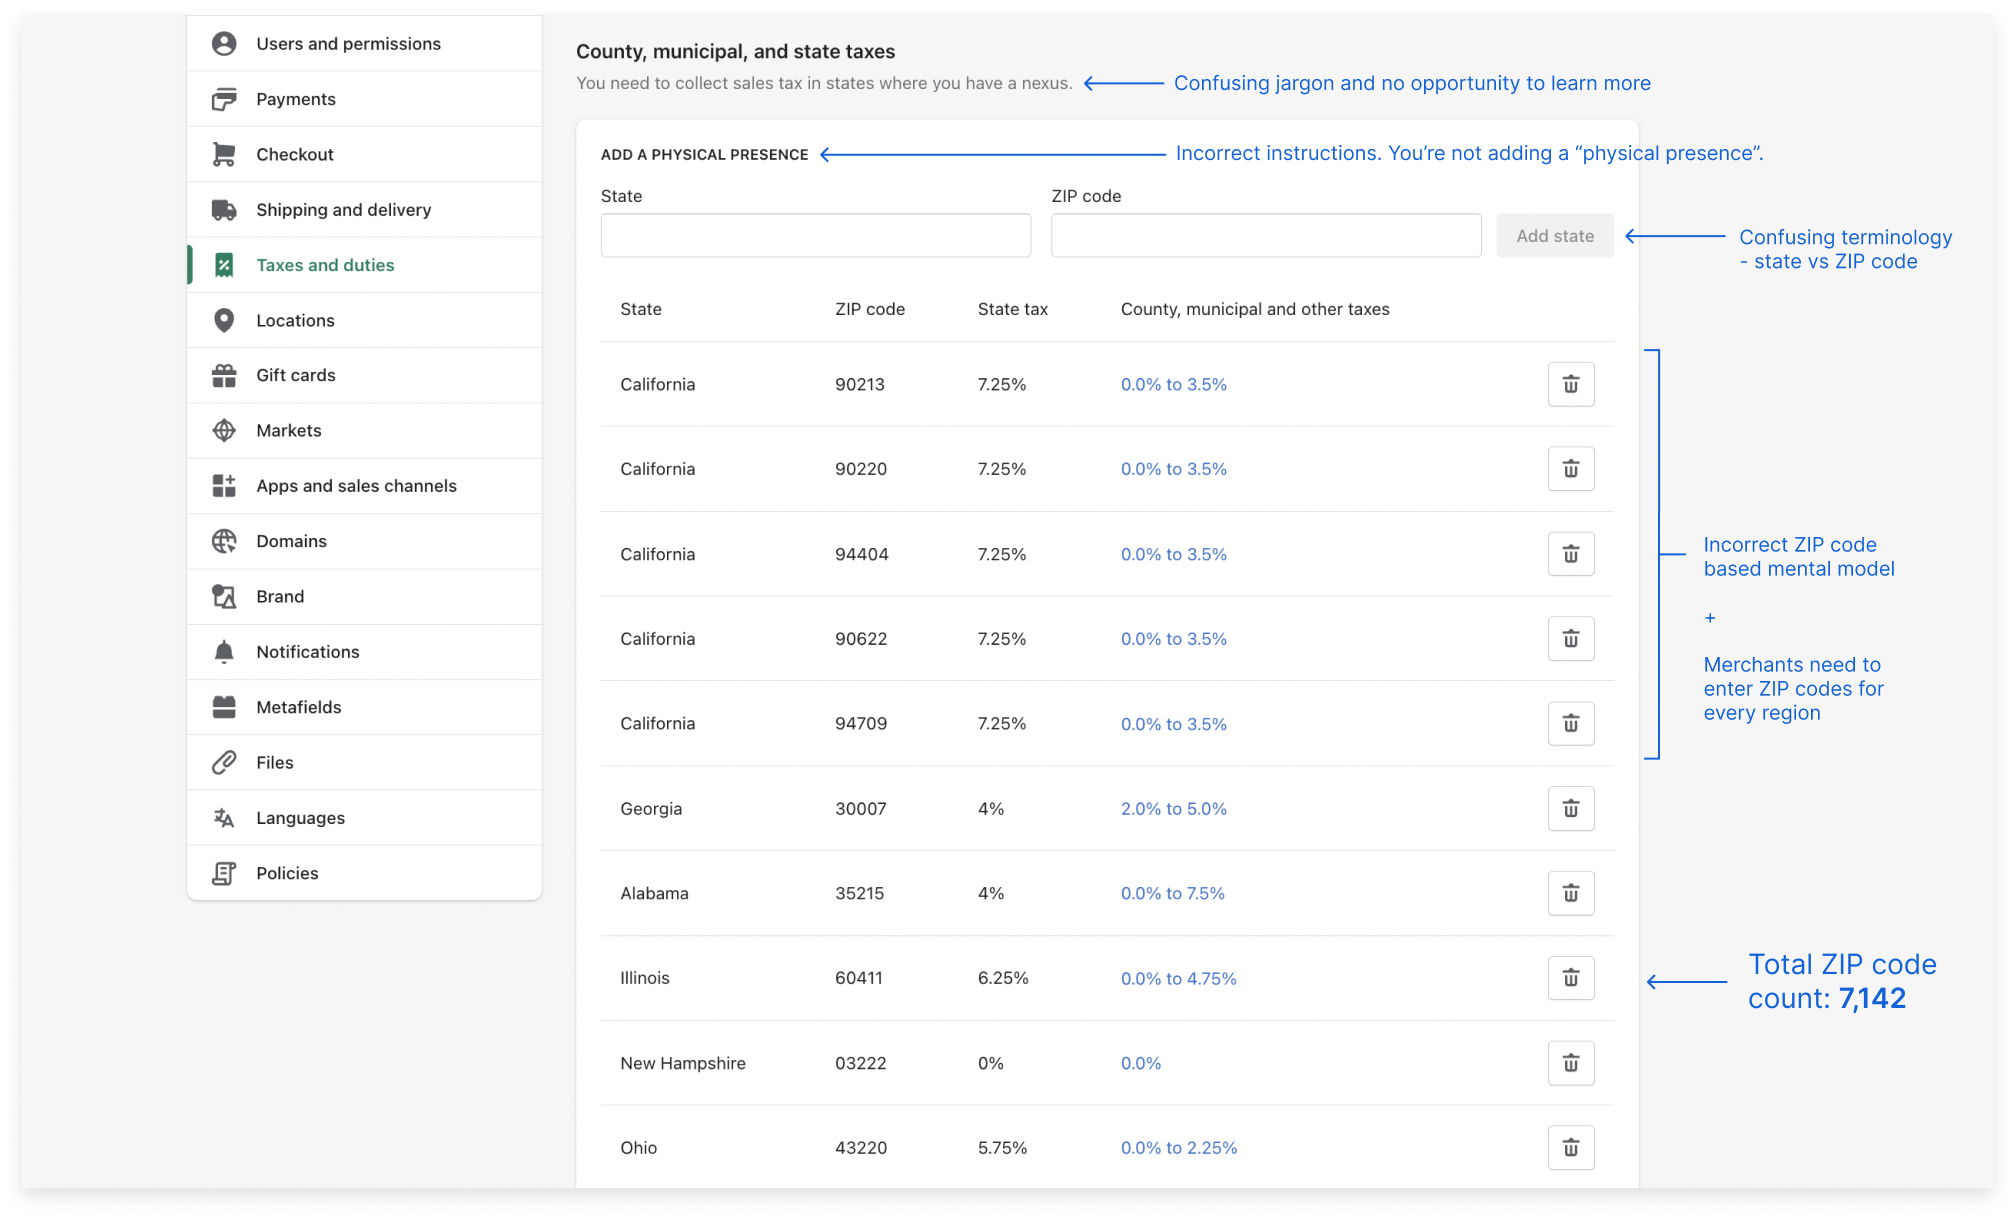 Users and permissions
Payments
Checkout
Shipping and delivery
Taxes and duties
Locations
Gift cards
Markets
Apps and sales channels
Domains
Brand
Notifications
Metafields
Files
Languages
Policies
County, municipal, and state taxes
You need to collect sales tax in states where you have a nexus.
Confusing jargon and no opportunity to learn more
ADD A PHYSICAL PRESENCE
Incorrect instructions. You’re not adding a “physical presence”.
State ZIP code
Add state
Confusing terminology
- state vs ZIP code
State ZIP code State tax County, municipal and other taxes
California 90213 7.25% 0.0% to 3.5%
California 90220 7.25% 0.0% to 3.5%
California 94404 7.25% 0.0% to 3.5%
California 90622 7.25% 0.0% to 3.5%
California 94709 7.25% 0.0% to 3.5%
Incorrect ZIP code
based mental model
+
Merchants need to
enter ZIP codes for
every region
Georgia 30007 4% 2.0% to 5.0%
Alabama 35215 4% 0.0% to 7.5%
Illinois 60411 6.25% 0.0% to 4.75%
Total ZIP code
count: 7,142
New Hampshire 03222 0% 0.0%
Ohio 43220 5.75% 0.0% to 2.25%